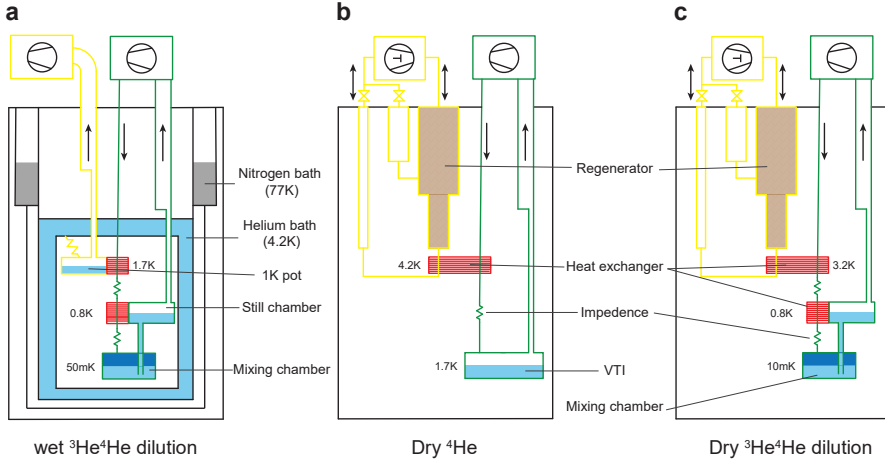 a
b
c
T
T
Nitrogen bath
(77K)
Helium bath
(4.2K)
1.7K
1K pot
0.8K
Still chamber
50mK
Mixing chamber
wet ³He⁴He dilution
Regenerator
4.2K
Heat exchanger
Impedence
1.7K
VTI
Dry ⁴He
3.2K
0.8K
10mK
Mixing chamber
Dry ³He⁴He dilution